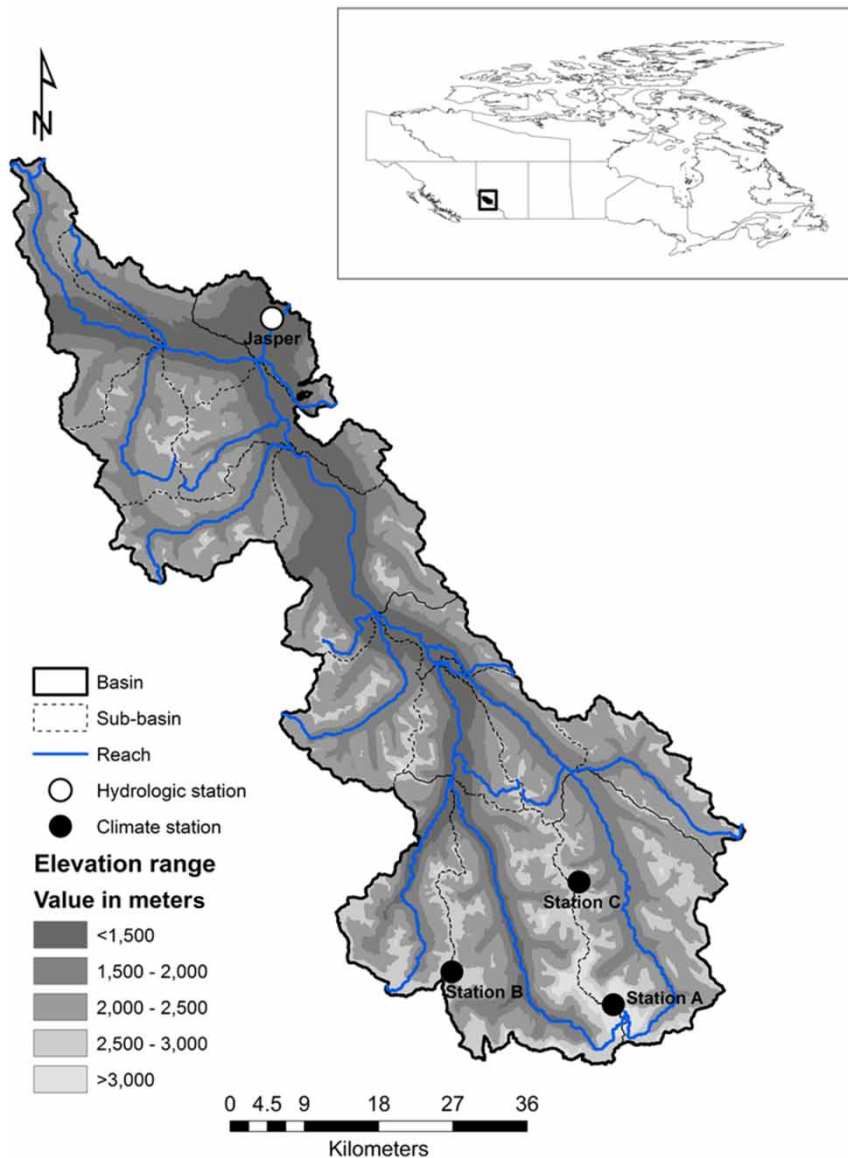 N
Jasper
Basin
Sub-basin
Reach
Hydrologic station
Climate station
Elevation range
Value in meters
<1,500
1,500 - 2,000
2,000 - 2,500
2,500 - 3,000
>3,000
Station C
Station B
Station A
0 4.5 9 18 27 36
Kilometers